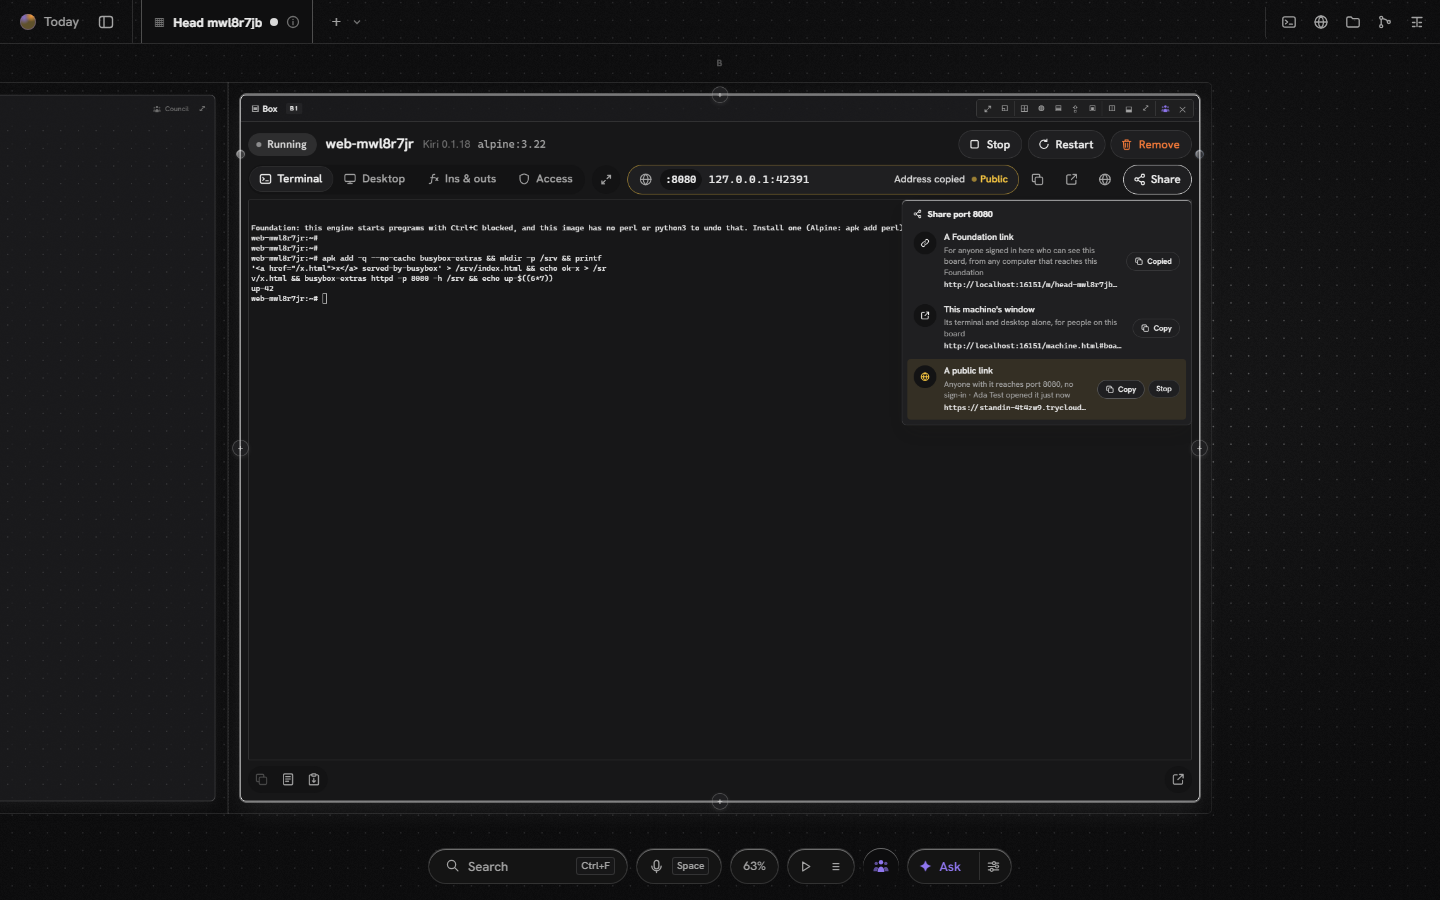 Today
Head mwl8r7jb
B
Council
Box B1
Running web-mwl8r7jr Kiri 0.1.18 alpine:3.22
Stop Restart Remove
Terminal Desktop Ins & outs Access
:8080 127.0.0.1:42391 Address copied Public
Share
Foundation: this engine starts programs with Ctrl+C blocked, and this image has no perl or python3 to undo that. Install one (Alpine: apk add perl)
web-mwl8r7jr:~#
web-mwl8r7jr:~#
web-mwl8r7jr:~# apk add -q --no-cache busybox-extras && mkdir -p /srv && printf
'<a href="/x.html">x</a> served-by-busybox' > /srv/index.html && echo ok-x > /sr
v/x.html && busybox-extras httpd -p 8080 -h /srv && echo up-$((6*7))
up-42
web-mwl8r7jr:~#
Share port 8080
A Foundation link
For anyone signed in here who can see this
board, from any computer that reaches this
Foundation
http://localhost:16151/m/head-mwl8r7jb…
Copied
This machine's window
Its terminal and desktop alone, for people on this
board
http://localhost:16151/machine.html#boa…
Copy
A public link
Anyone with it reaches port 8080, no
sign-in · Ada Test opened it just now
https://standin-4t4zw9.trycloud…
Copy
Stop
Search Ctrl+F
Space
63%
Ask